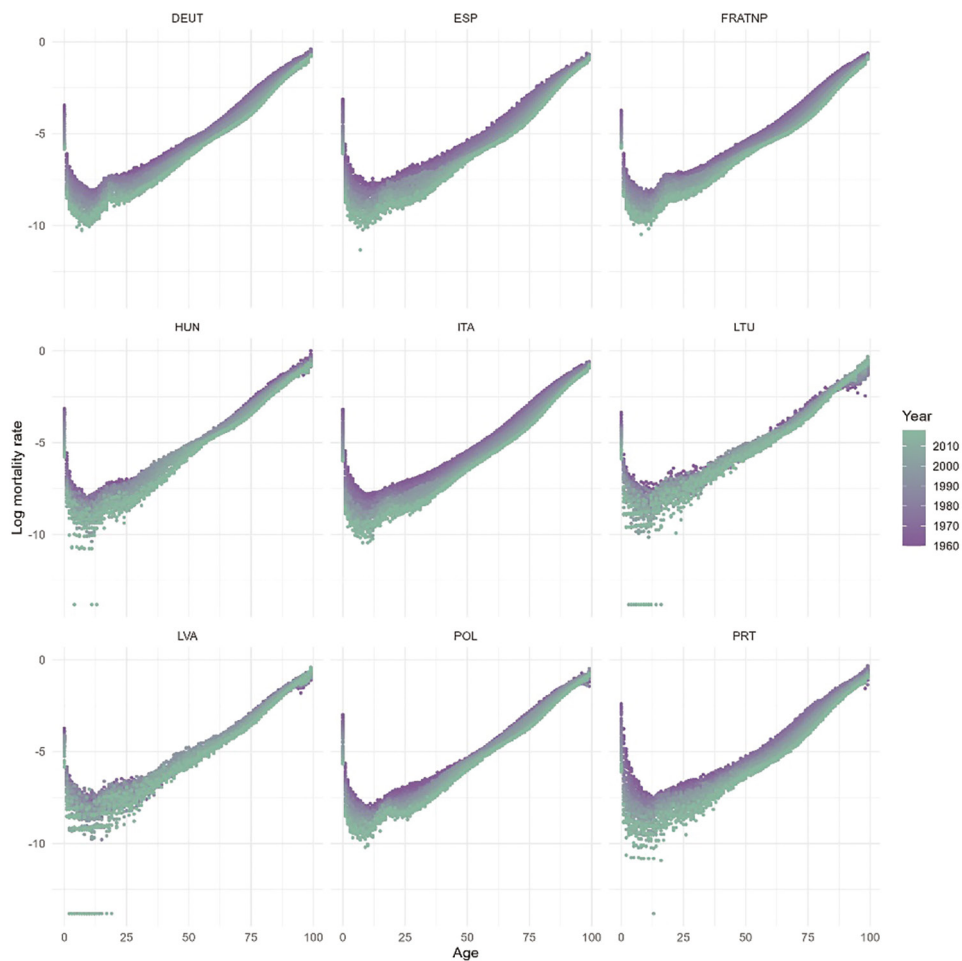 DEUT ESP FRATNP
0
-5
-10
HUN ITA LTU
0
-5
-10
LVA POL PRT
0
-5
-10
0 25 50 75 100 0 25 50 75 100 0 25 50 75 100
Age
Log mortality rate
Year
2010
2000
1990
1980
1970
1960